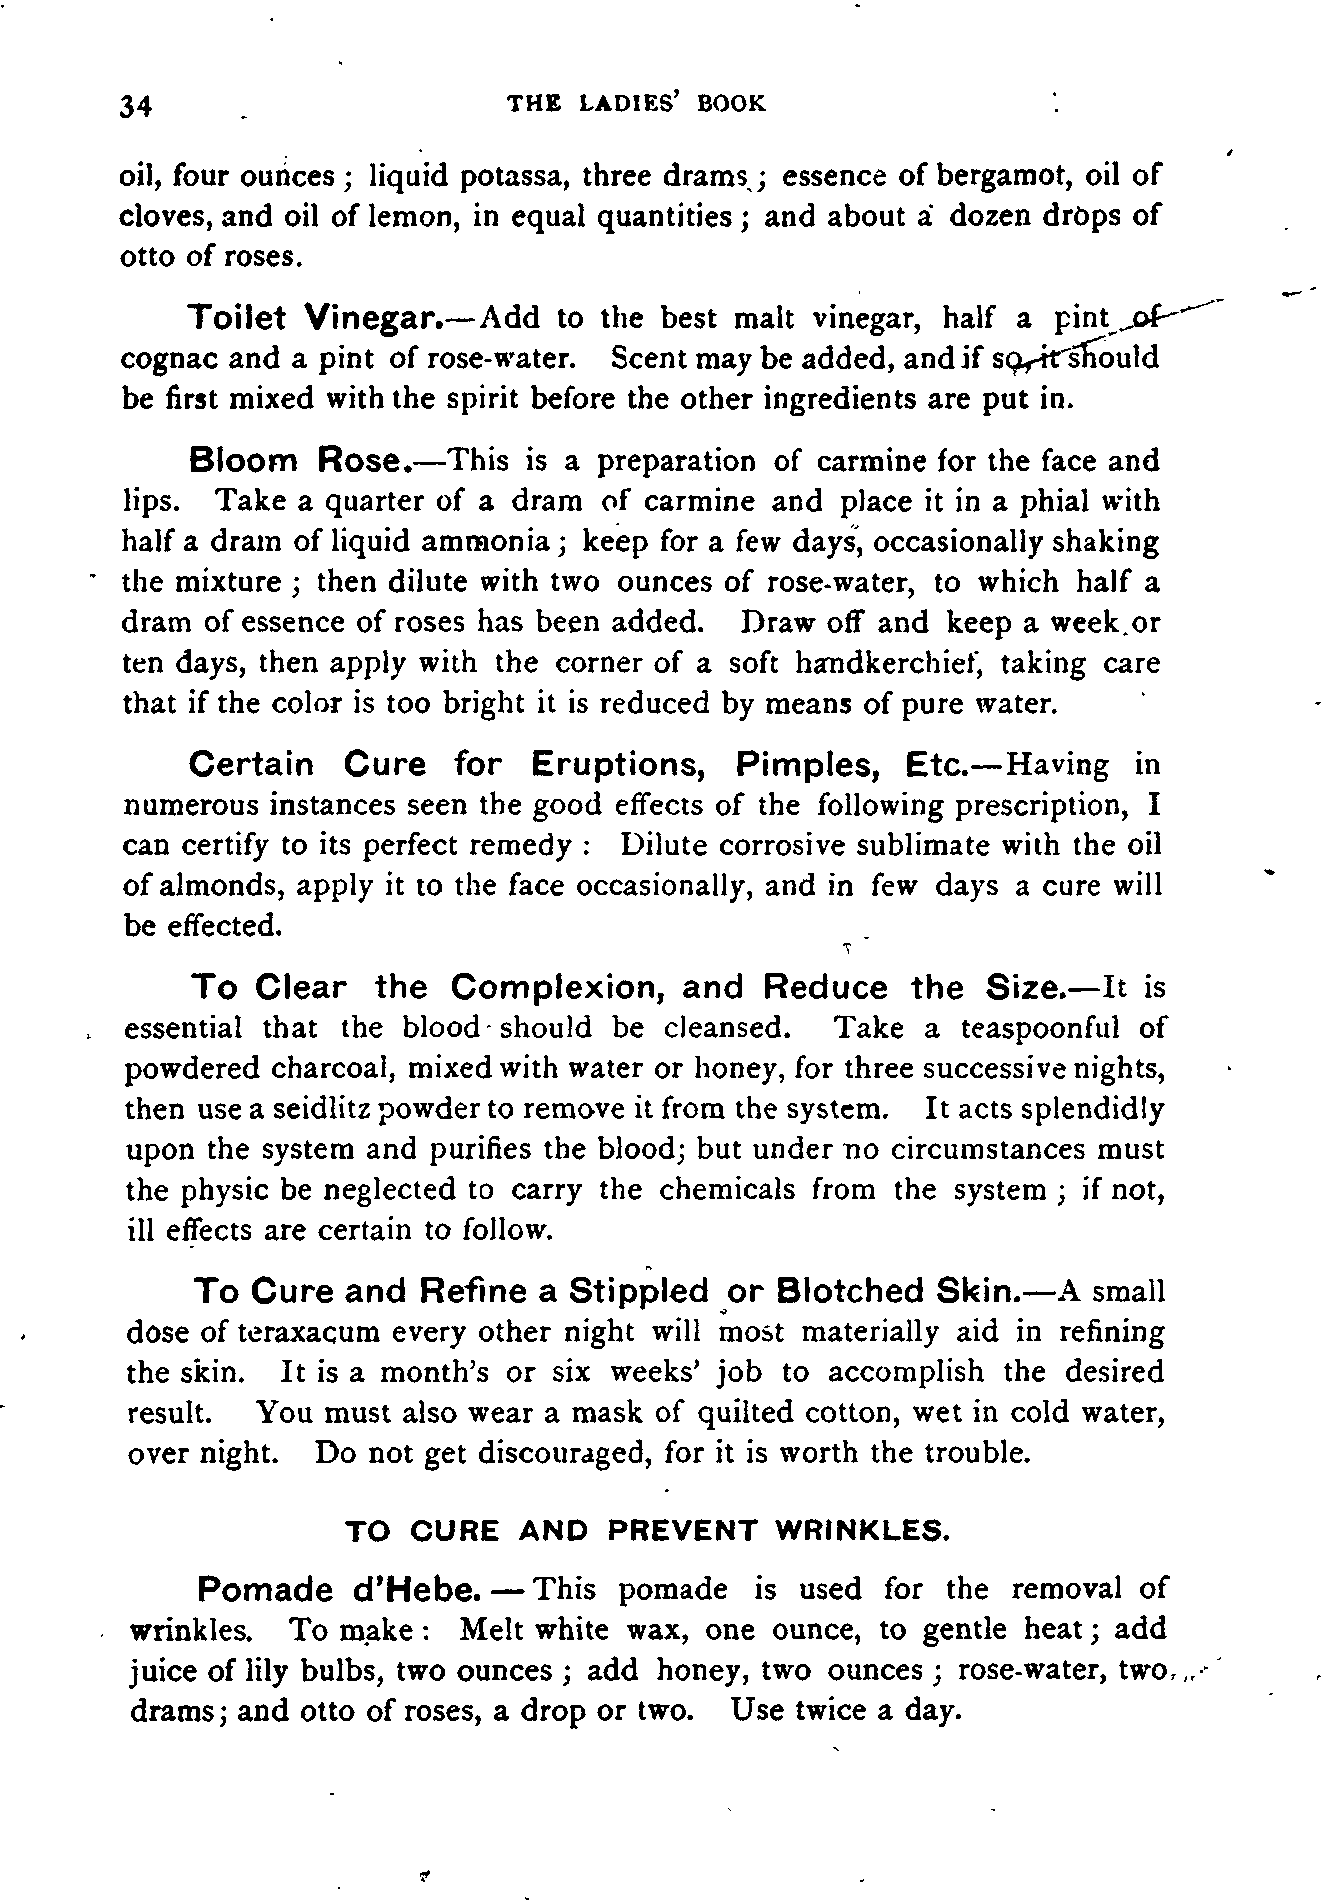 34 THE LADIES' BOOK
oil, four ounces ; liquid potassa, three drams ; essence of bergamot, oil of
cloves, and oil of lemon, in equal quantities ; and about a dozen drops of
otto of roses.
Toilet Vinegar.—Add to the best malt vinegar, half a pint of
cognac and a pint of rose-water. Scent may be added, and if so, it should
be first mixed with the spirit before the other ingredients are put in.
Bloom Rose.—This is a preparation of carmine for the face and
lips. Take a quarter of a dram of carmine and place it in a phial with
half a dram of liquid ammonia ; keep for a few days, occasionally shaking
the mixture ; then dilute with two ounces of rose-water, to which half a
dram of essence of roses has been added. Draw off and keep a week or
ten days, then apply with the corner of a soft handkerchief, taking care
that if the color is too bright it is reduced by means of pure water.
Certain Cure for Eruptions, Pimples, Etc.—Having in
numerous instances seen the good effects of the following prescription, I
can certify to its perfect remedy : Dilute corrosive sublimate with the oil
of almonds, apply it to the face occasionally, and in few days a cure will
be effected.
To Clear the Complexion, and Reduce the Size.—It is
essential that the blood should be cleansed. Take a teaspoonful of
powdered charcoal, mixed with water or honey, for three successive nights,
then use a seidlitz powder to remove it from the system. It acts splendidly
upon the system and purifies the blood; but under no circumstances must
the physic be neglected to carry the chemicals from the system ; if not,
ill effects are certain to follow.
To Cure and Refine a Stippled or Blotched Skin.—A small
dose of teraxacum every other night will most materially aid in refining
the skin. It is a month's or six weeks' job to accomplish the desired
result. You must also wear a mask of quilted cotton, wet in cold water,
over night. Do not get discouraged, for it is worth the trouble.
TO CURE AND PREVENT WRINKLES.
Pomade d'Hebe. — This pomade is used for the removal of
wrinkles. To make : Melt white wax, one ounce, to gentle heat ; add
juice of lily bulbs, two ounces ; add honey, two ounces ; rose-water, two
drams; and otto of roses, a drop or two. Use twice a day.